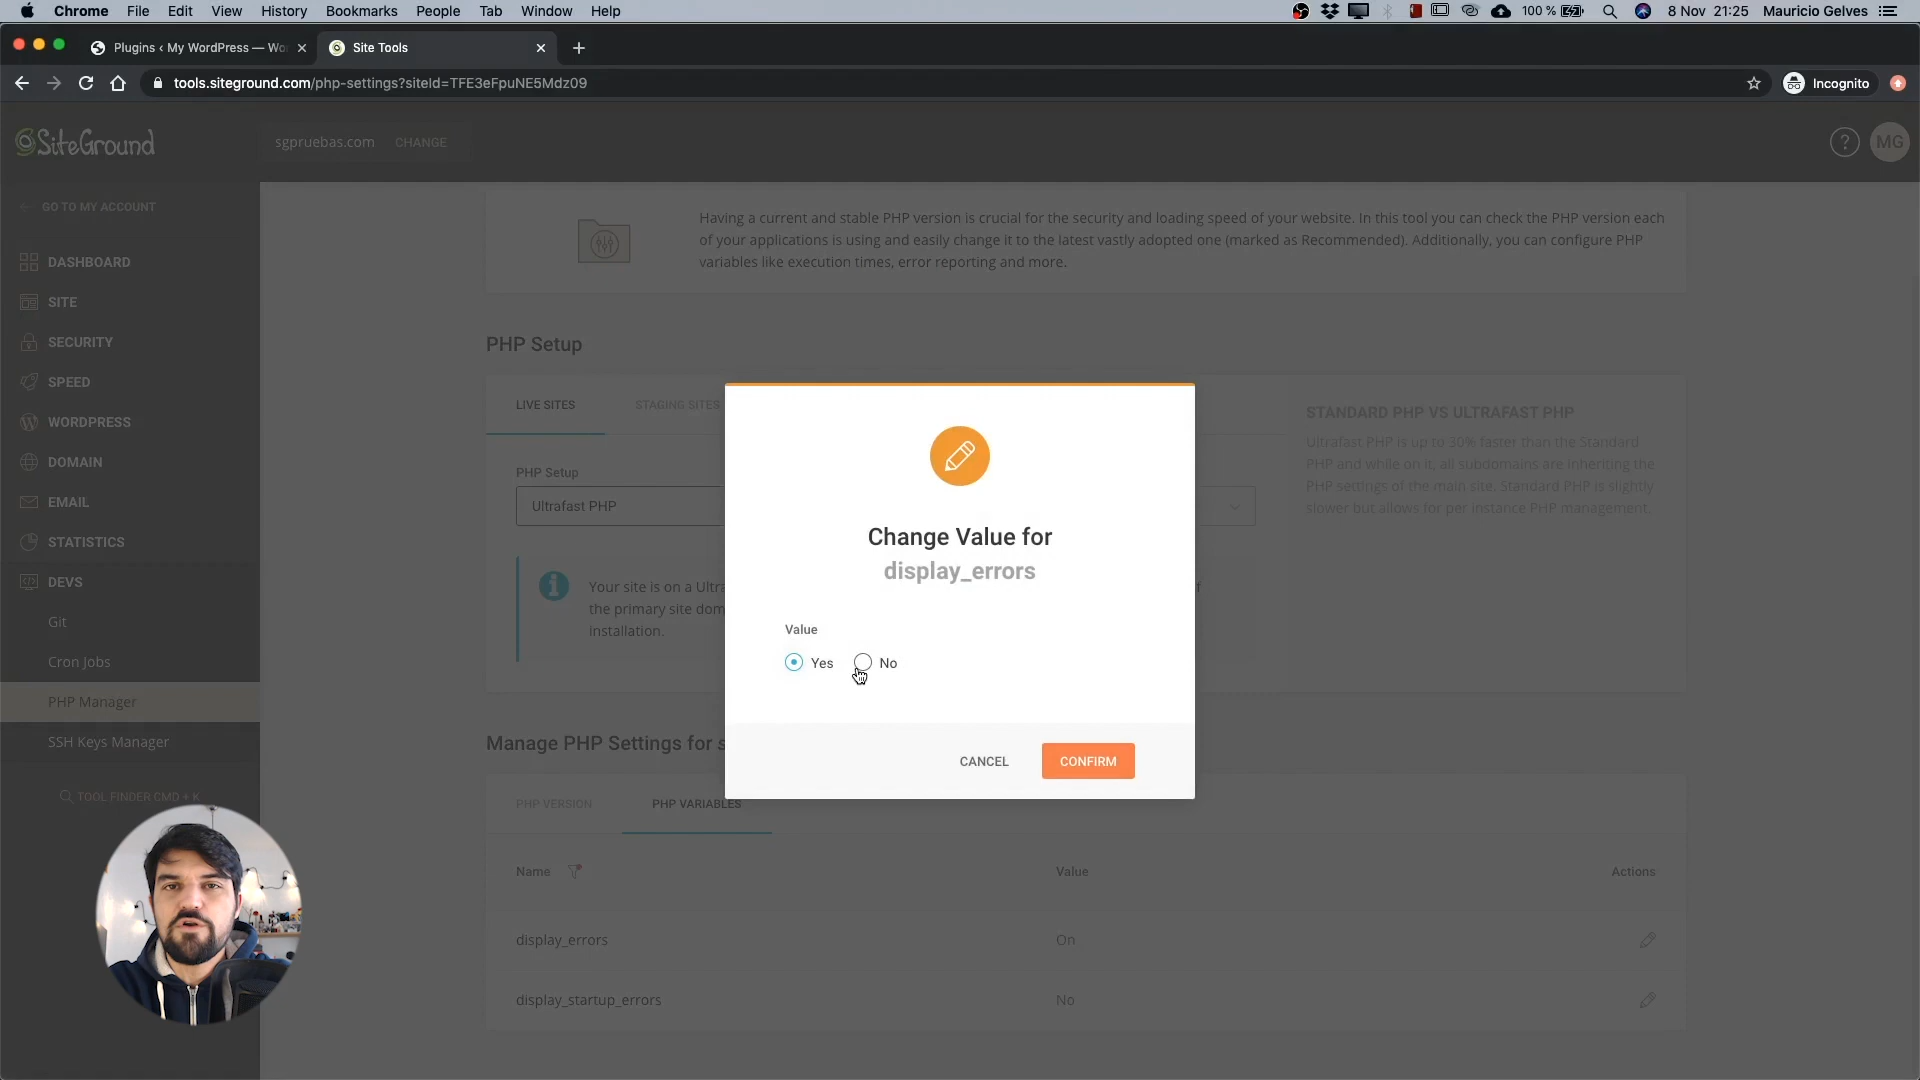 Chrome File Edit View History Bookmarks People Tab Window Help
100 % 8 Nov 21:25 Mauricio Gelves
Plugins ‹ My WordPress — Wo
Site Tools
tools.siteground.com/php-settings?siteId=TFE3eFpuNE5Mdz09
Incognito
SiteGround
sgpruebas.com CHANGE
? MG
GO TO MY ACCOUNT
DASHBOARD
SITE
SECURITY
SPEED
WORDPRESS
DOMAIN
EMAIL
STATISTICS
DEVS
Git
Cron Jobs
PHP Manager
SSH Keys Manager
TOOL FINDER CMD + K
Having a current and stable PHP version is crucial for the security and loading speed of your website. In this tool you can check the PHP version each
of your applications is using and easily change it to the latest vastly adopted one (marked as Recommended). Additionally, you can configure PHP
variables like execution times, error reporting and more.
PHP Setup
LIVE SITES STAGING SITES
PHP Setup
Ultrafast PHP
Your site is on a Ultra
the primary site dom
installation.
STANDARD PHP VS ULTRAFAST PHP
Ultrafast PHP is up to 30% faster than the Standard
PHP and while on it, all subdomains are inheriting the
PHP settings of the main site. Standard PHP is slightly
slower but allows for per instance PHP management.
Change Value for
display_errors
Value
Yes No
CANCEL CONFIRM
Manage PHP Settings for s
PHP VERSION PHP VARIABLES
Name Value Actions
display_errors On
display_startup_errors No